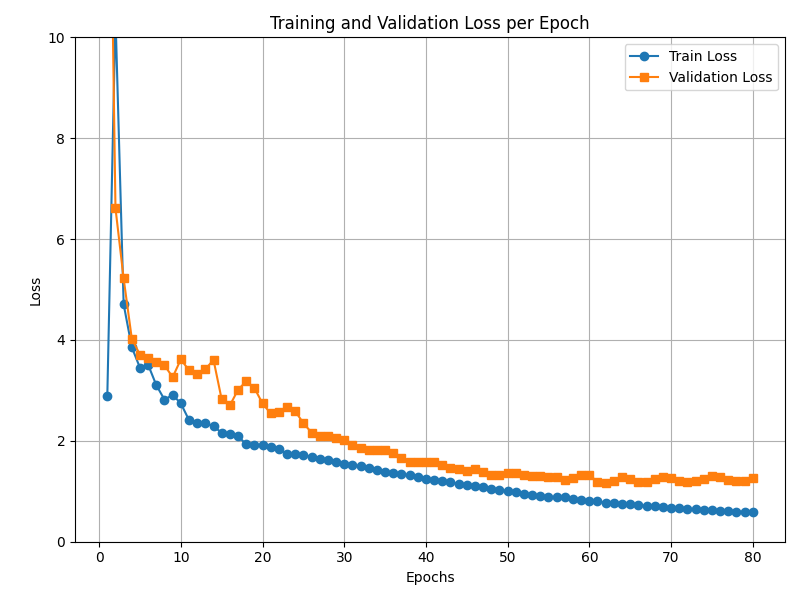 Training and Validation Loss per Epoch
Train Loss
Validation Loss
Loss
10
8
6
4
2
0
0 10 20 30 40 50 60 70 80
Epochs